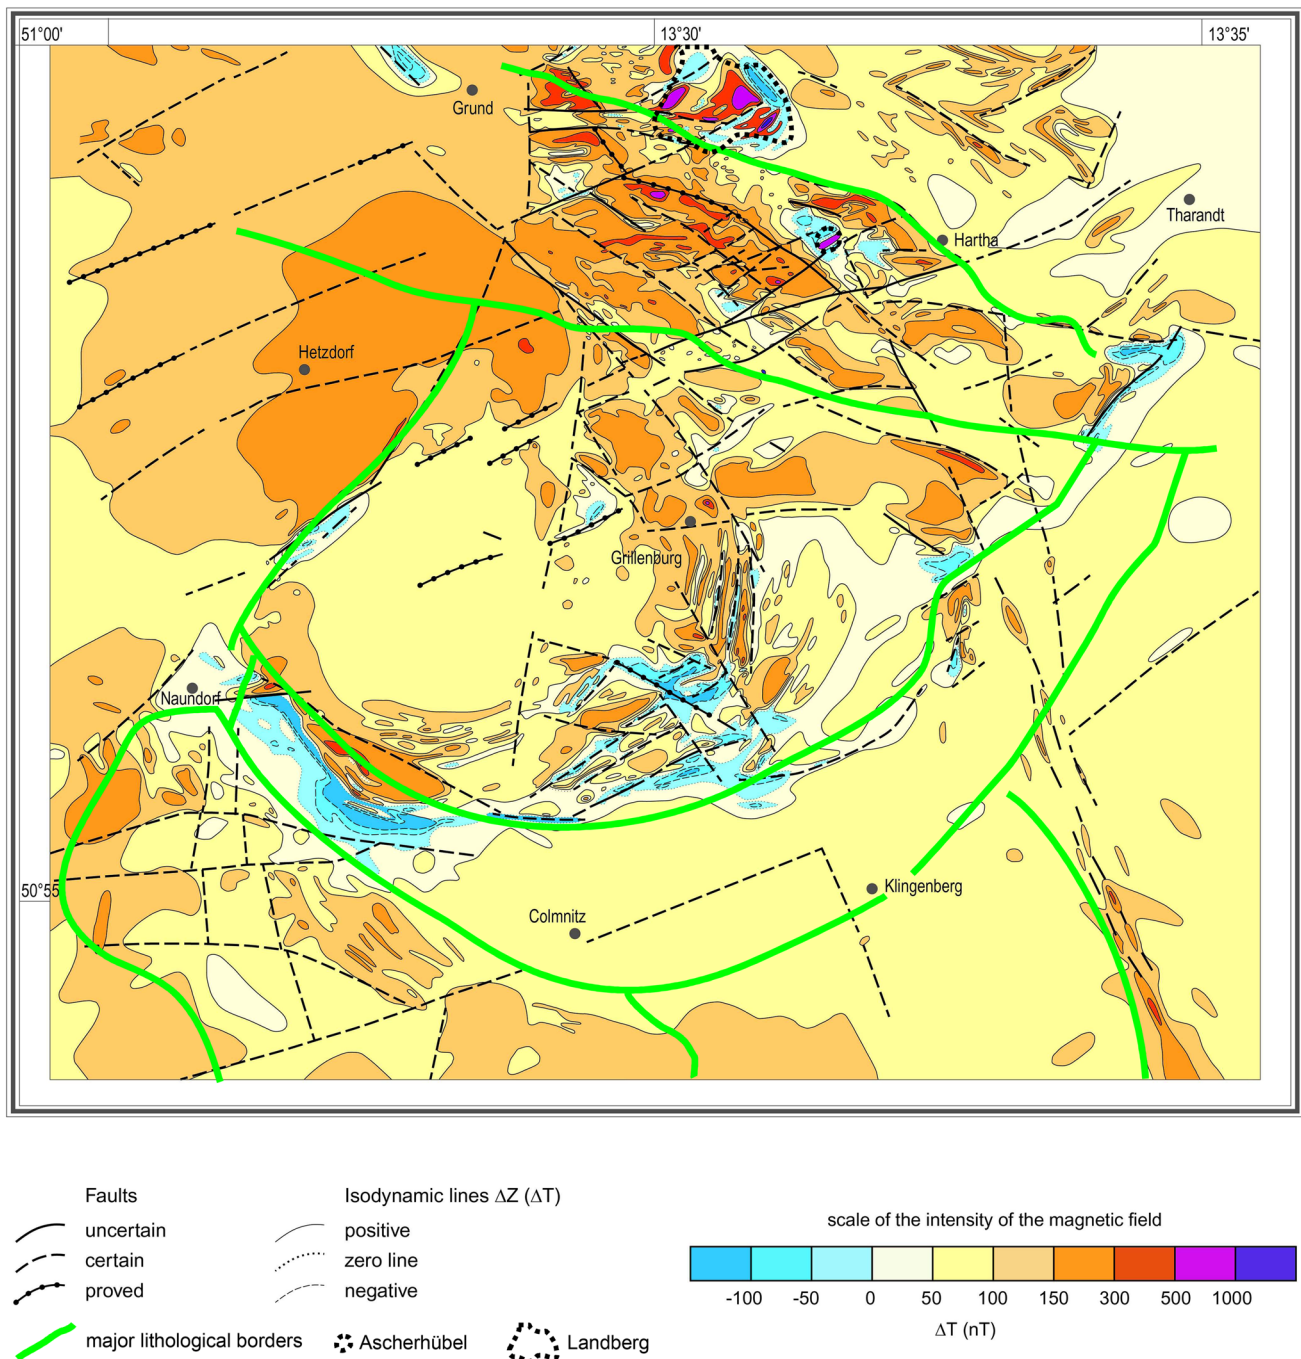 51°00'
13°30'
13°35'
Grund
Tharandt
Hartha
Hetzdorf
Grillenburg
Naundorf
50°55'
Klingenberg
Colmnitz
Faults
uncertain
certain
proved
major lithological borders
Isodynamic lines ΔZ (ΔT)
positive
zero line
negative
Ascherhübel
Landberg
scale of the intensity of the magnetic field
-100 -50 0 50 100 150 300 500 1000
ΔT (nT)